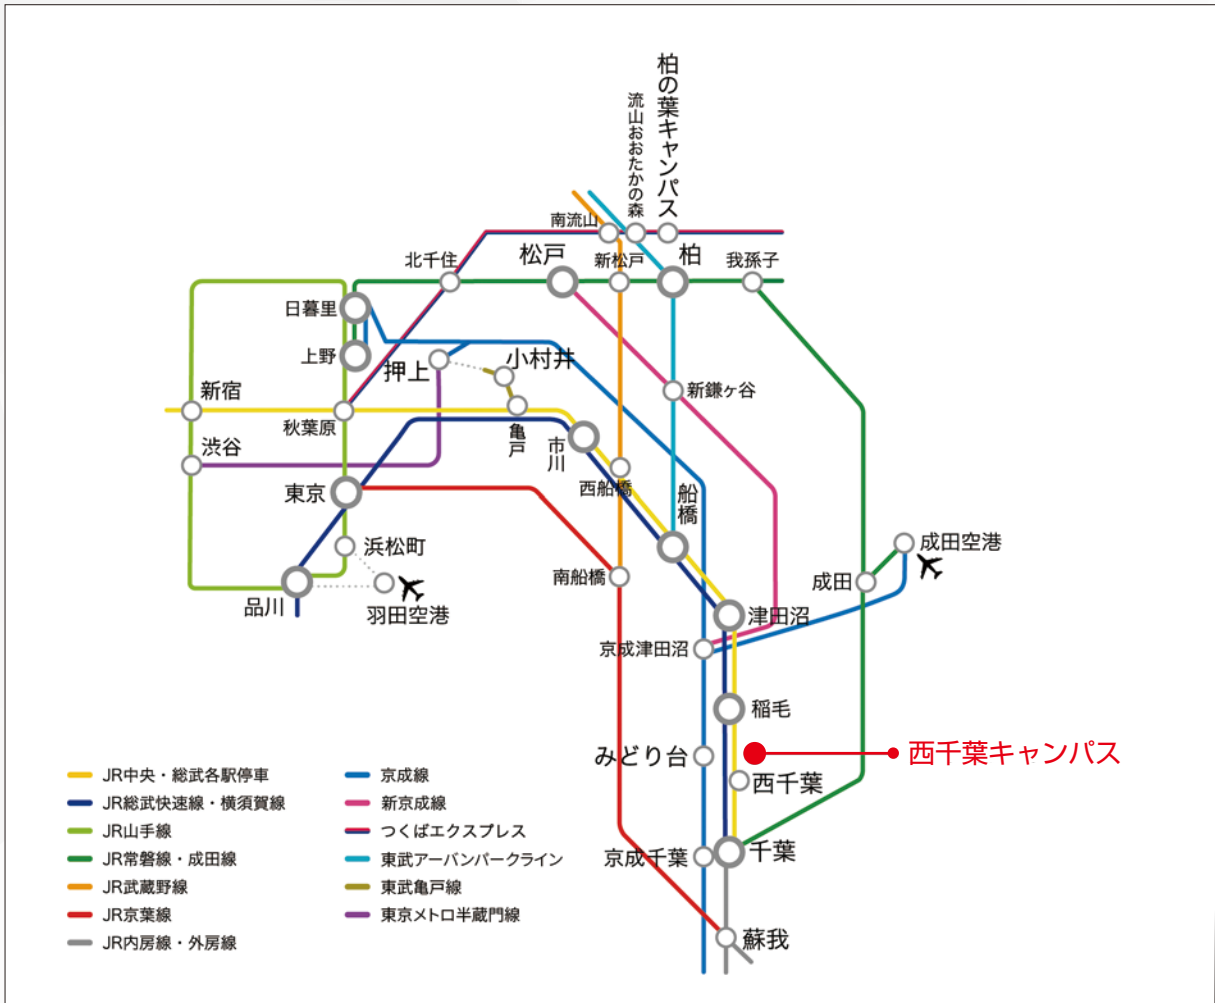 柏の葉キャンパス
流山おおたかの森
南流山
北千住
松戸
新松戸
柏
我孫子
日暮里
上野
押上
小村井
新宿
新鎌ヶ谷
秋葉原
亀戸
市川
渋谷
西船橋
船橋
東京
浜松町
成田空港
南船橋
成田
品川
羽田空港
津田沼
京成津田沼
稲毛
みどり台
西千葉キャンパス
西千葉
京成千葉
千葉
蘇我
JR中央・総武各駅停車
JR総武快速線・横須賀線
JR山手線
JR常磐線・成田線
JR武蔵野線
JR京葉線
JR内房線・外房線
京成線
新京成線
つくばエクスプレス
東武アーバンパークライン
東武亀戸線
東京メトロ半蔵門線